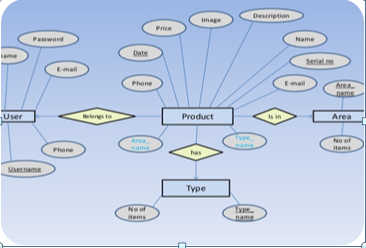 Image
Description
Price
Password
Name
Date
Serial no
E-mail
Phone
E-mail
Area_
name
User
Belongs to
Product
Is in
Area
Area_
name
Type_
name
No of
items
Phone
has
Username
Type
No of
items
Type_
name